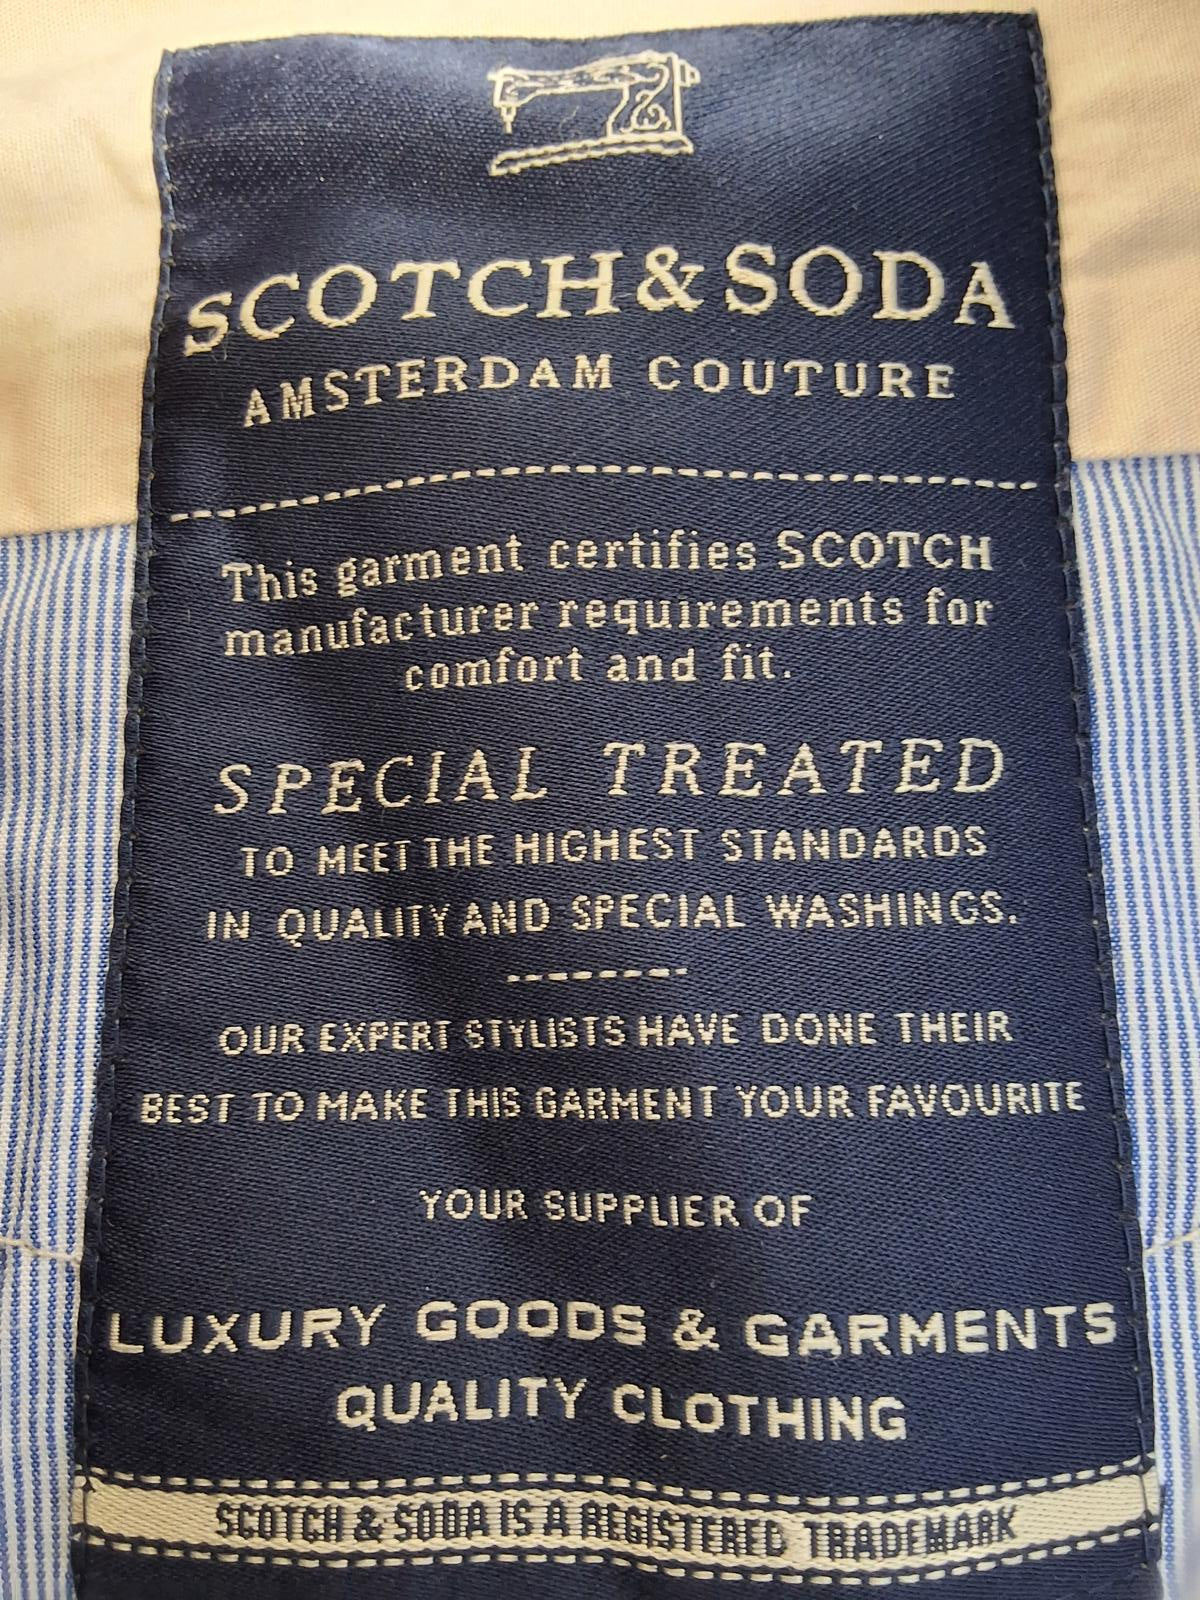 SCOTCH & SODA
AMSTERDAM COUTURE
This garment certifies SCOTCH
manufacturer requirements for
comfort and fit.
SPECIAL TREATED
TO MEET THE HIGHEST STANDARDS
IN QUALITY AND SPECIAL WASHINGS.
OUR EXPERT STYLISTS HAVE DONE THEIR
BEST TO MAKE THIS GARMENT YOUR FAVOURITE
YOUR SUPPLIER OF
LUXURY GOODS & GARMENTS
QUALITY CLOTHING
SCOTCH & SODA IS A REGISTERED TRADEMARK